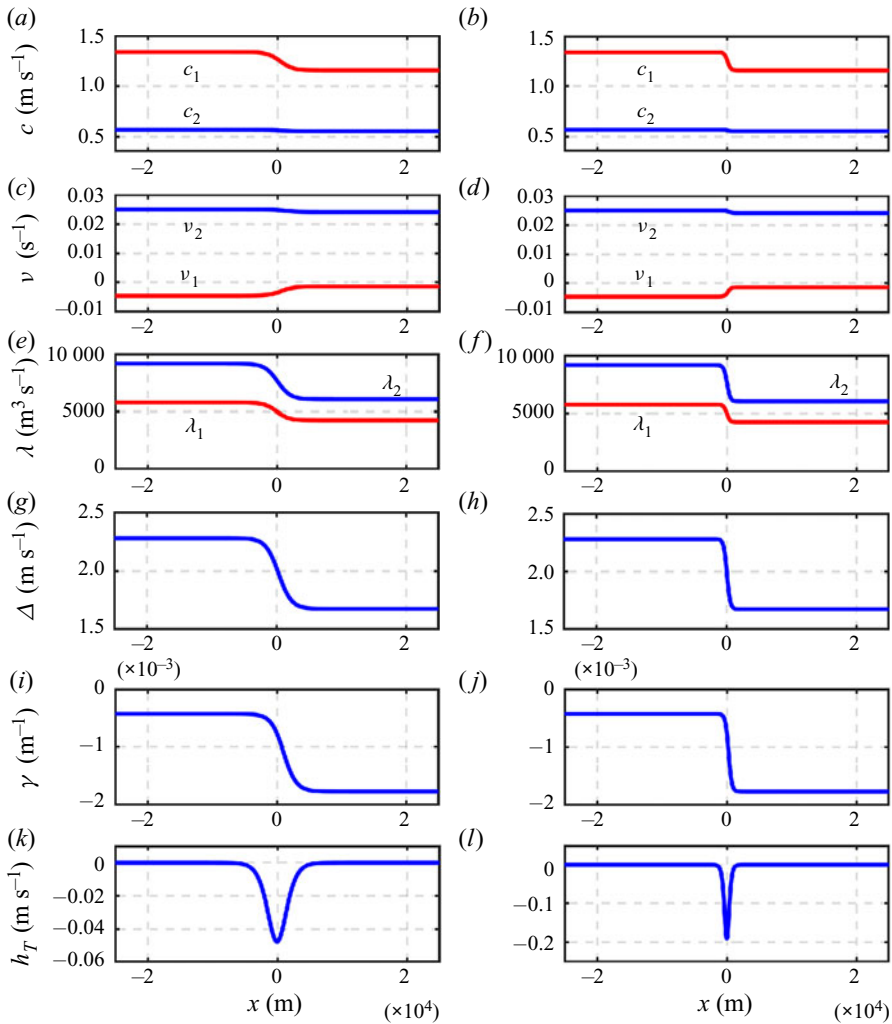 (a) (b)
1.5 1.5
c₁ c₁
1.0 1.0
c (m s⁻¹)
c₂ c₂
0.5 0.5
−2 0 2 −2 0 2
(c) (d)
0.03 0.03
0.02 0.02
ν₂ ν₂
ν (s⁻¹)
0.01 0.01
ν₁ ν₁
0 0
−0.01 −0.01
−2 0 2 −2 0 2
(e) (f)
10 000 10 000
λ₂ λ₂
λ (m³ s⁻¹)
5000 5000
λ₁ λ₁
0 0
−2 0 2 −2 0 2
(g) (h)
2.5 2.5
Δ (m s⁻¹)
2.0 2.0
1.5 1.5
−2 0 2 −2 0 2
(×10⁻³) (×10⁻³)
(i) (j)
0 0
γ (m⁻¹)
−1 −1
−2 −2
−2 0 2 −2 0 2
(k) (l)
0 0
−0.02 −0.1
h_T (m s⁻¹)
−0.04 −0.2
−0.06
−2 0 2 −2 0 2
x (m) (×10⁴) x (m) (×10⁴)